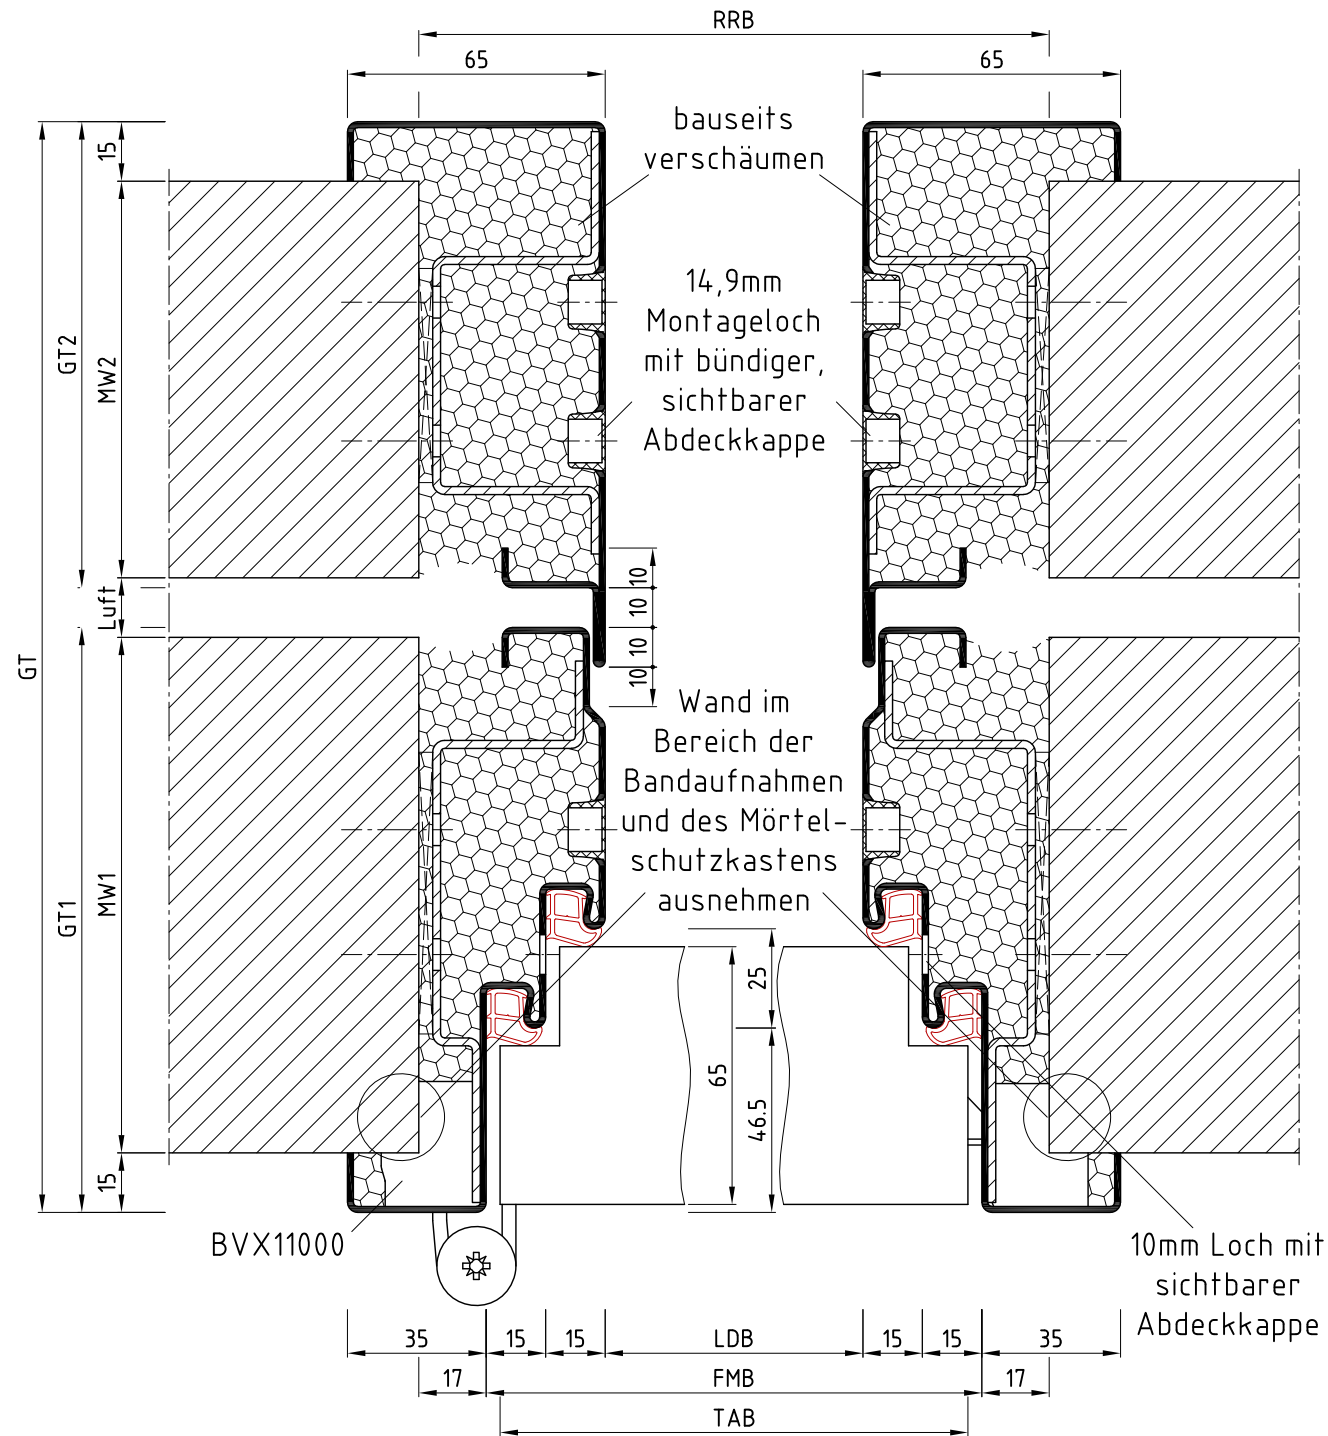 RRB
65
65
bauseits
verschäumen
15
14,9mm
Montageloch
mit bündiger,
sichtbarer
Abdeckkappe
GT2
MW2
Luft
10
10
10
10
GT
Wand im
Bereich der
Bandaufnahmen
und des Mörtel-
schutzkastens
ausnehmen
GT1
MW1
25
65
46.5
15
BVX11000
10mm Loch mit
sichtbarer
Abdeckkappe
35
15
15
LDB
15
15
35
17
FMB
17
TAB